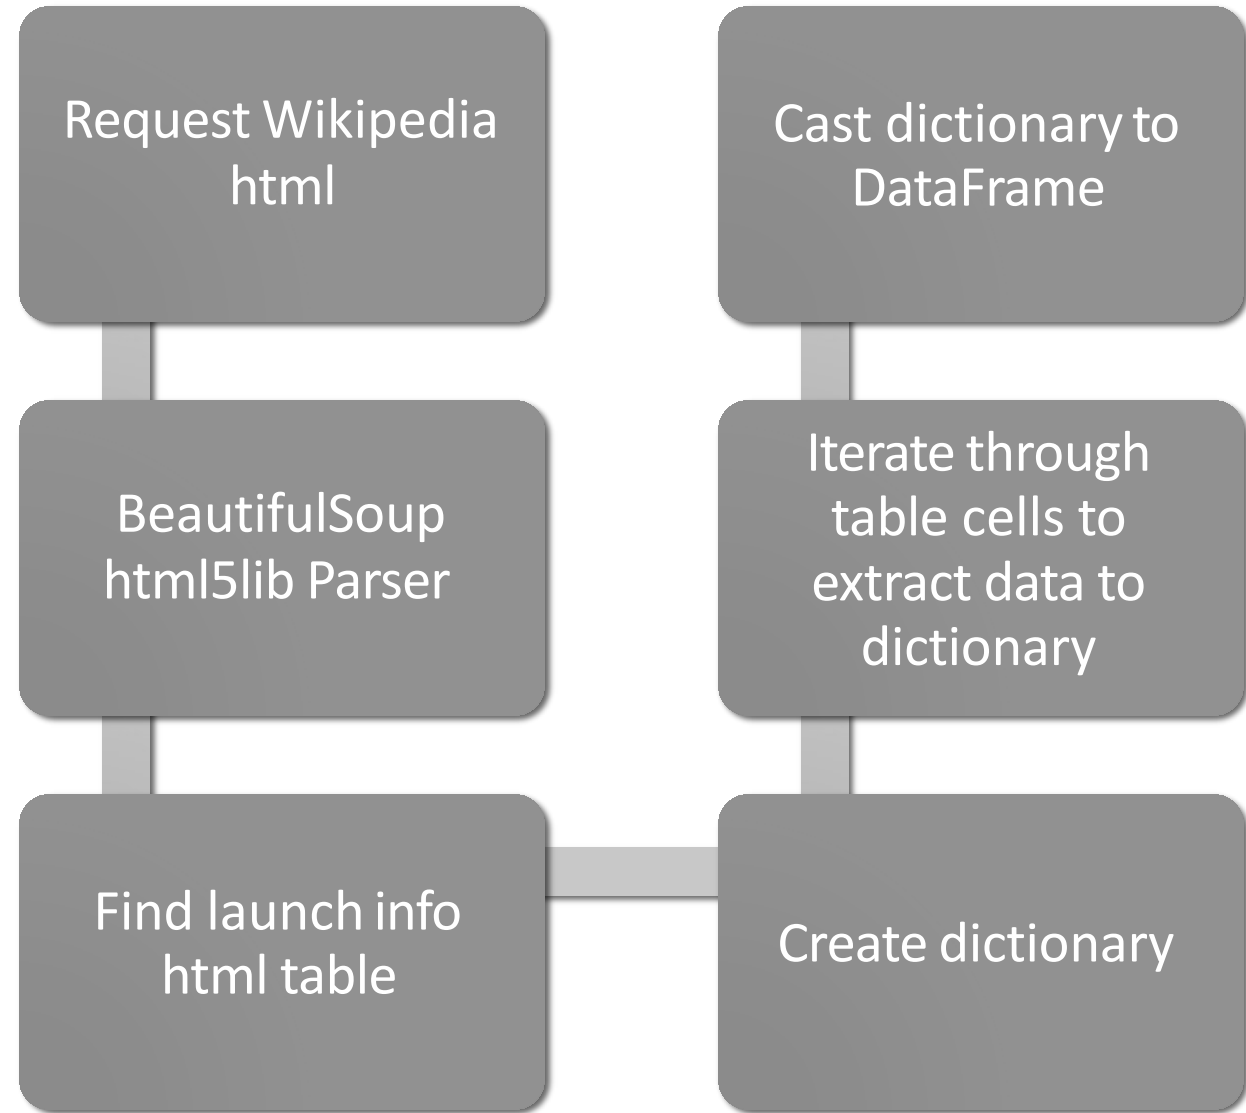 Request Wikipedia
html
BeautifulSoup
html5lib Parser
Find launch info
html table
Create dictionary
Iterate through
table cells to
extract data to
dictionary
Cast dictionary to
DataFrame